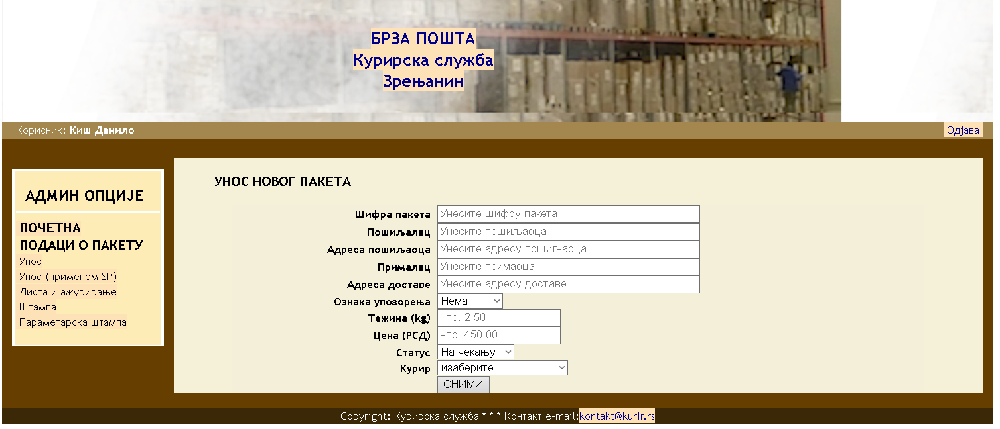 БРЗА ПОШТА
Курирска служба
Зрењанин
Корисник: Киш Данило
Одјава
АДМИН ОПЦИЈЕ
ПОЧЕТНА
ПОДАЦИ О ПАКЕТУ
Унос
Унос (применом SP)
Листа и ажурирање
Штампа
Параметарска штампа
УНОС НОВОГ ПАКЕТА
Шифра пакета Унесите шифру пакета
Пошиљалац Унесите пошиљаоца
Адреса пошиљаоца Унесите адресу пошиљаоца
Прималац Унесите примаоца
Адреса доставе Унесите адресу доставе
Ознака упозорења Нема
Тежина (kg) нпр. 2.50
Цена (РСД) нпр. 450.00
Статус На чекању
Курир изаберите...
СНИМИ
Copyright: Курирска служба * * * Контакт e-mail:kontakt@kurir.rs